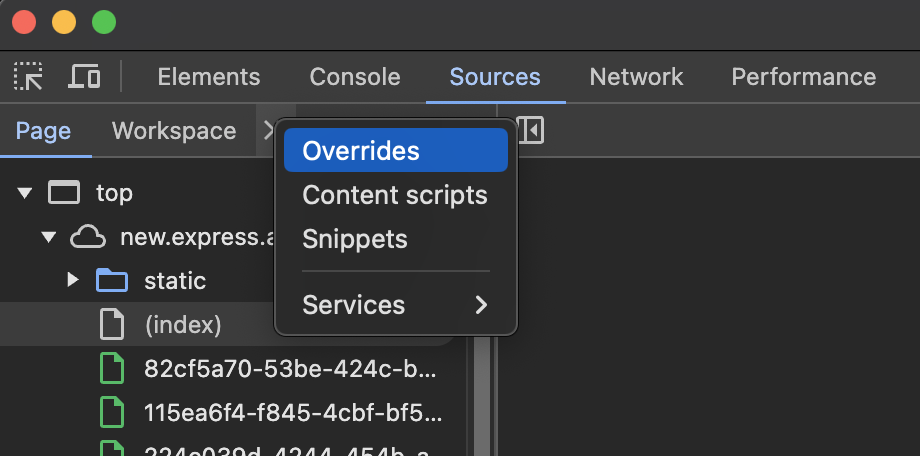 Elements Console Sources Network Performance
Page Workspace
Overrides
Content scripts
Snippets
Services
top
new.express.a
static
(index)
82cf5a70-53be-424c-b...
115ea6f4-f845-4cbf-bf5...